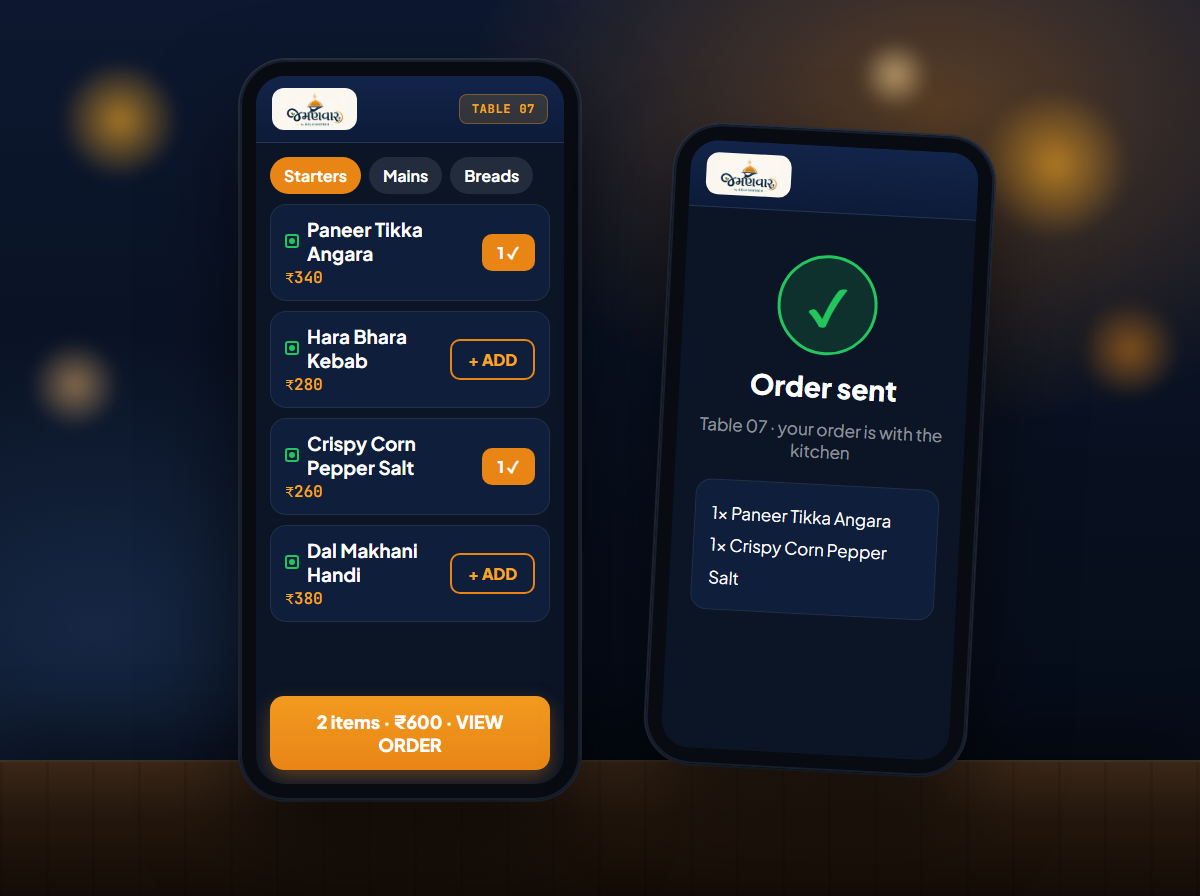 જમણવાર
TABLE 07
Starters
Mains
Breads
Paneer Tikka
Angara
₹340
1 ✓
Hara Bhara
Kebab
₹280
+ ADD
Crispy Corn
Pepper Salt
₹260
1 ✓
Dal Makhani
Handi
₹380
+ ADD
2 items · ₹600 · VIEW
ORDER
જમણવાર
✓
Order sent
Table 07 · your order is with the
kitchen
1× Paneer Tikka Angara
1× Crispy Corn Pepper
Salt